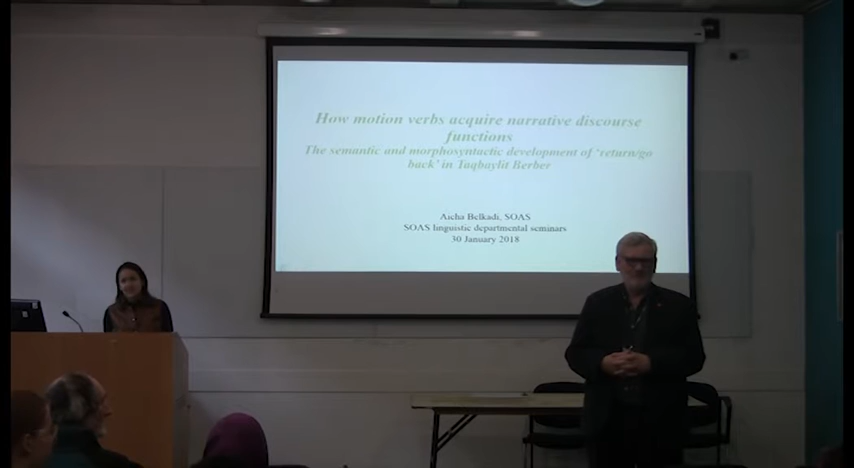 How motion verbs acquire narrative discourse
functions
The semantic and morphosyntactic development of ‘return/go
back’ in Taqbaylit Berber
Aicha Belkadi, SOAS
SOAS linguistic departmental seminars
30 January 2018